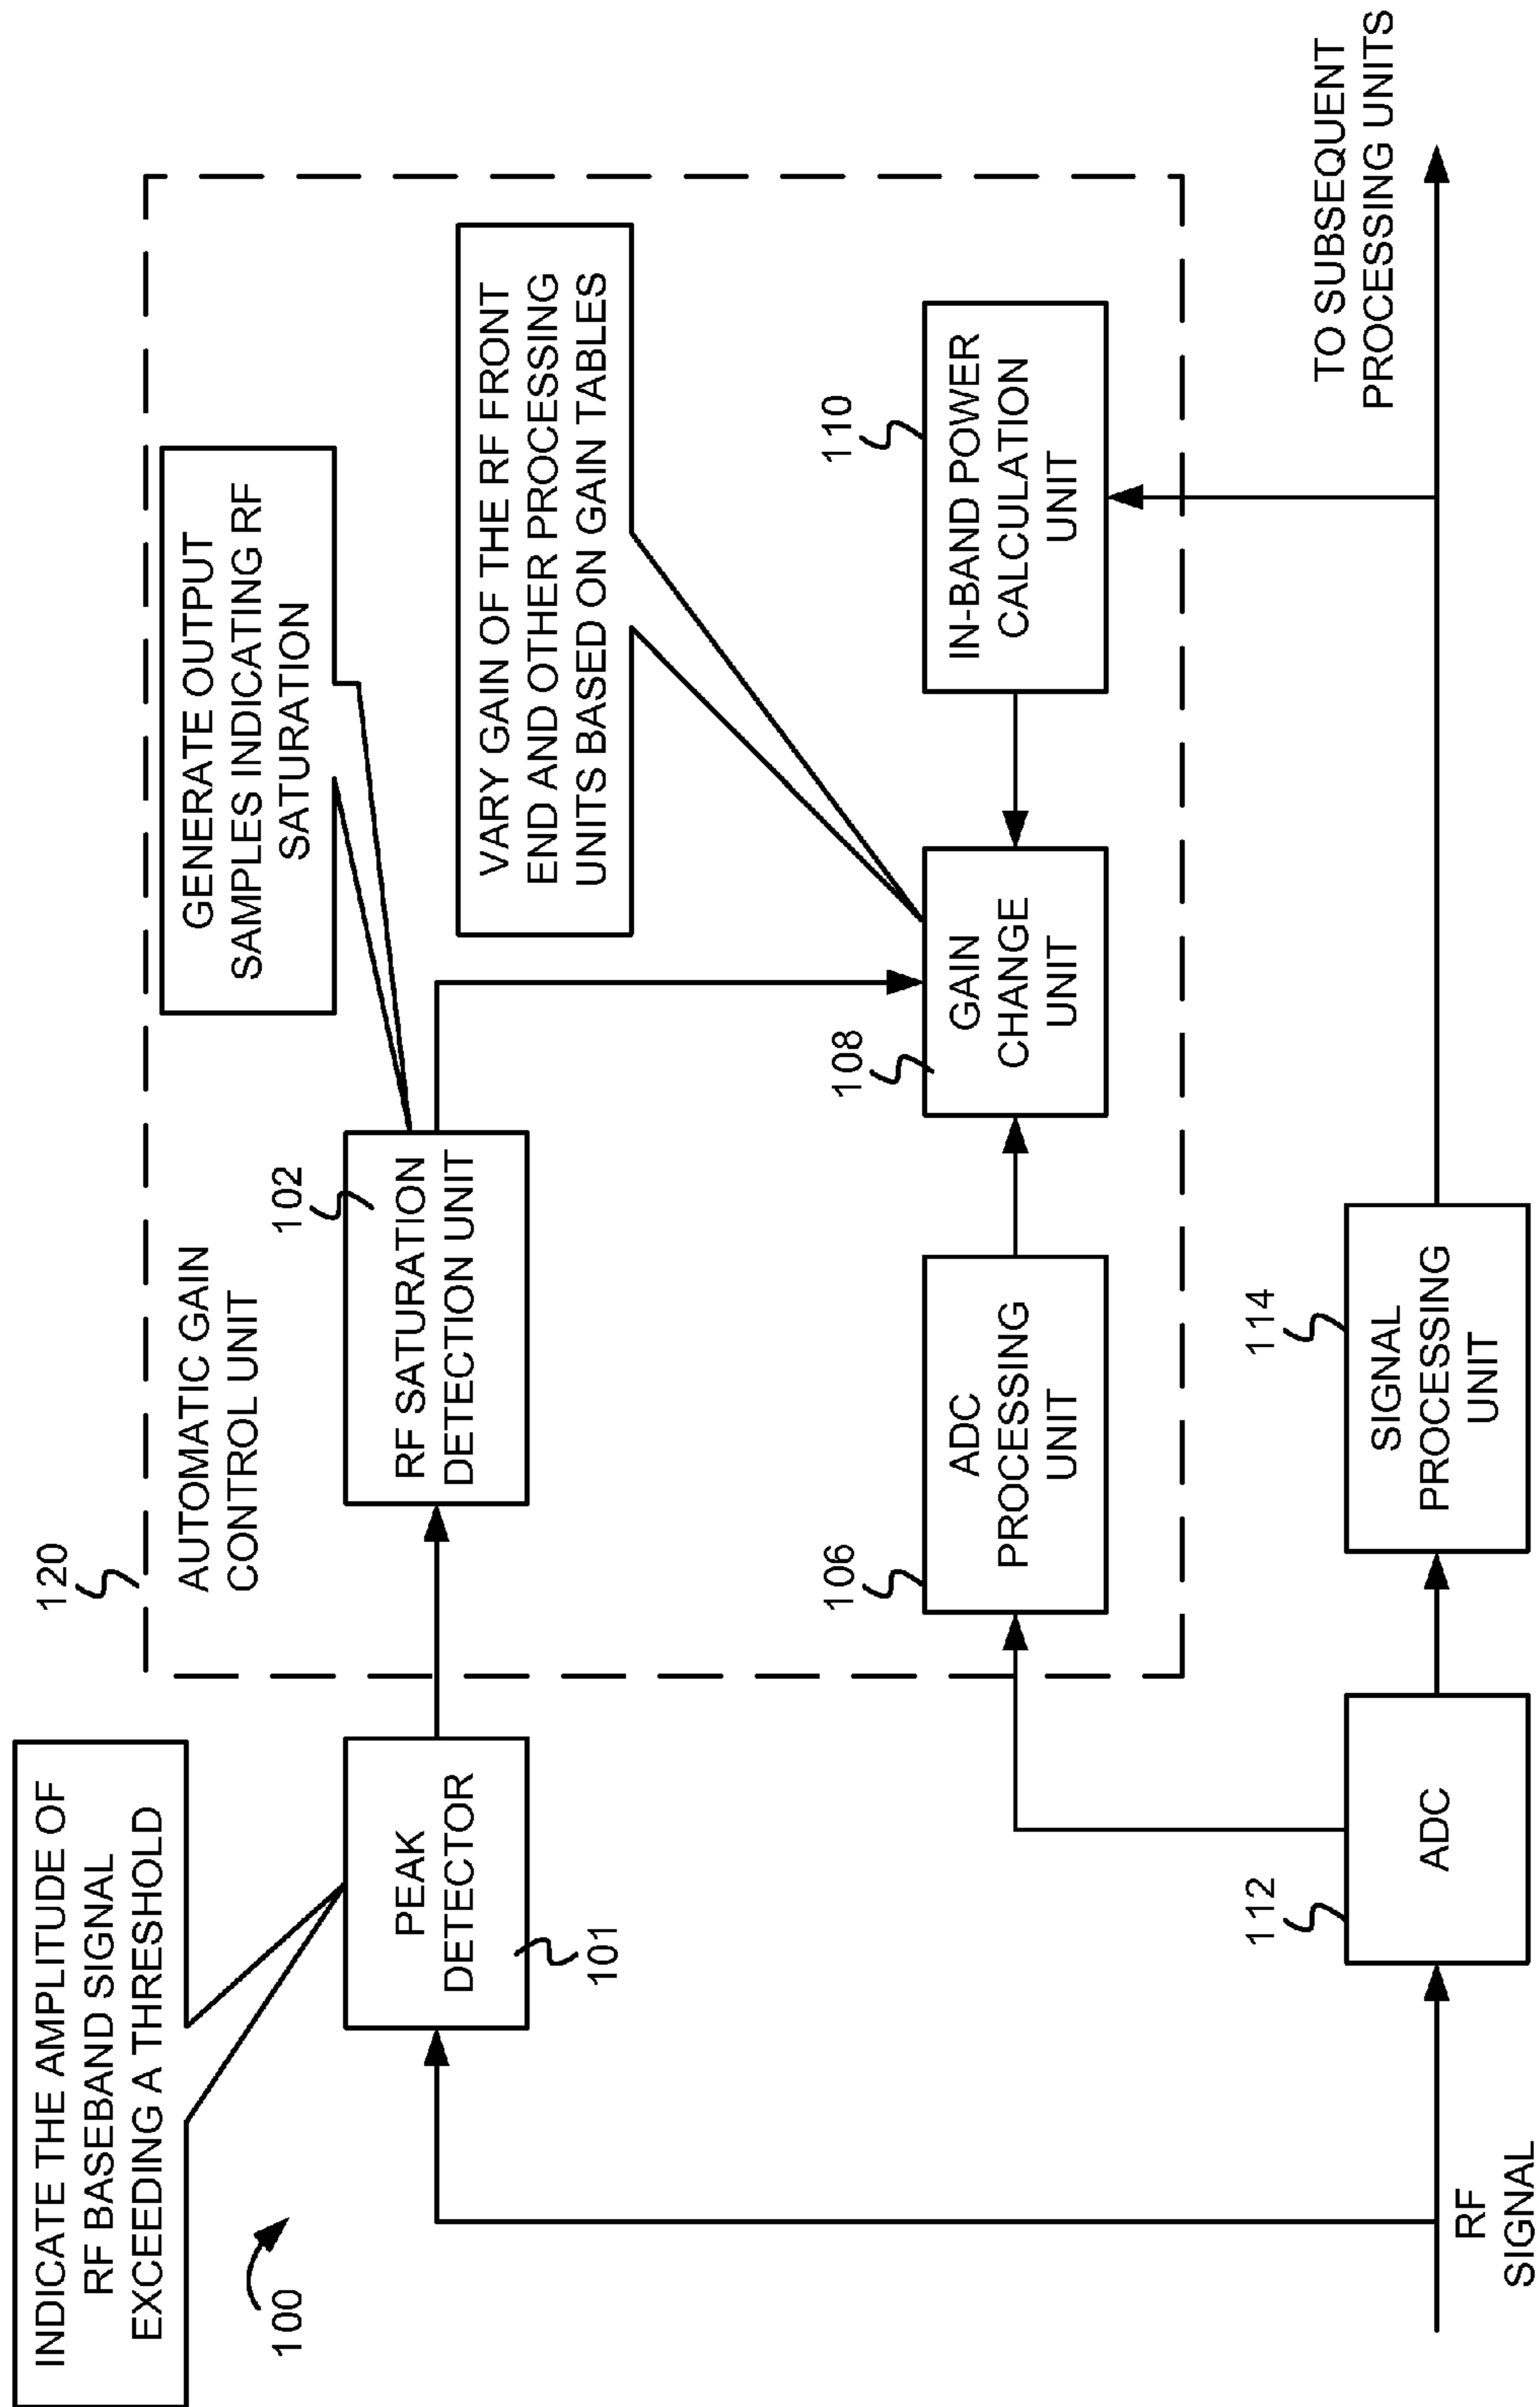 INDICATE THE AMPLITUDE OF
RF BASEBAND SIGNAL
EXCEEDING A THRESHOLD
100
PEAK
DETECTOR
101
120
AUTOMATIC GAIN
CONTROL UNIT
102
RF SATURATION
DETECTION UNIT
GENERATE OUTPUT
SAMPLES INDICATING RF
SATURATION
VARY GAIN OF THE RF FRONT
END AND OTHER PROCESSING
UNITS BASED ON GAIN TABLES
106
ADC
PROCESSING
UNIT
108
GAIN
CHANGE
UNIT
110
IN-BAND POWER
CALCULATION
UNIT
RF
SIGNAL
112
ADC
114
SIGNAL
PROCESSING
UNIT
TO SUBSEQUENT
PROCESSING UNITS